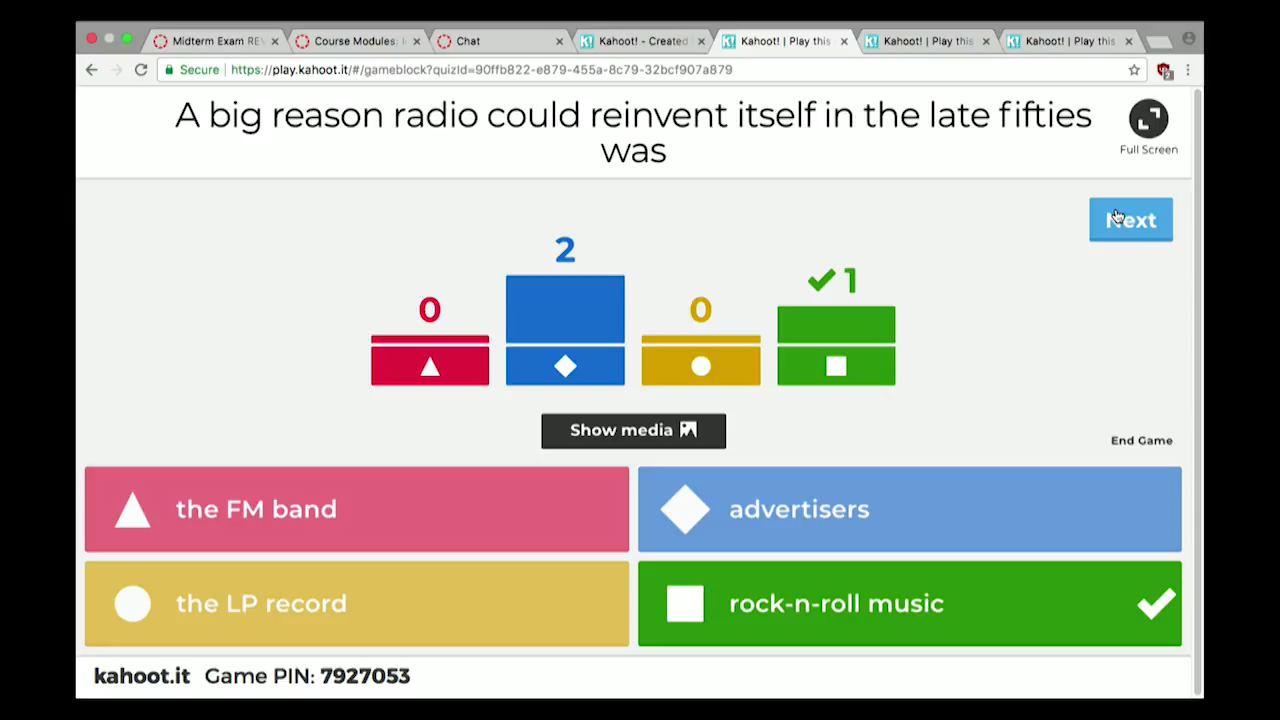 Midterm Exam RE
Course Modules:
Chat
Kahoot! - Created
Kahoot! | Play this
Kahoot! | Play this
Kahoot! | Play this
Secure
https://play.kahoot.it/#/gameblock?quizId=90ffb822-e879-455a-8c79-32bcf907a879
2
A big reason radio could reinvent itself in the late fifties
was
Full Screen
Next
0
2
0
1
Show media
End Game
the FM band
advertisers
the LP record
rock-n-roll music
kahoot.it Game PIN: 7927053